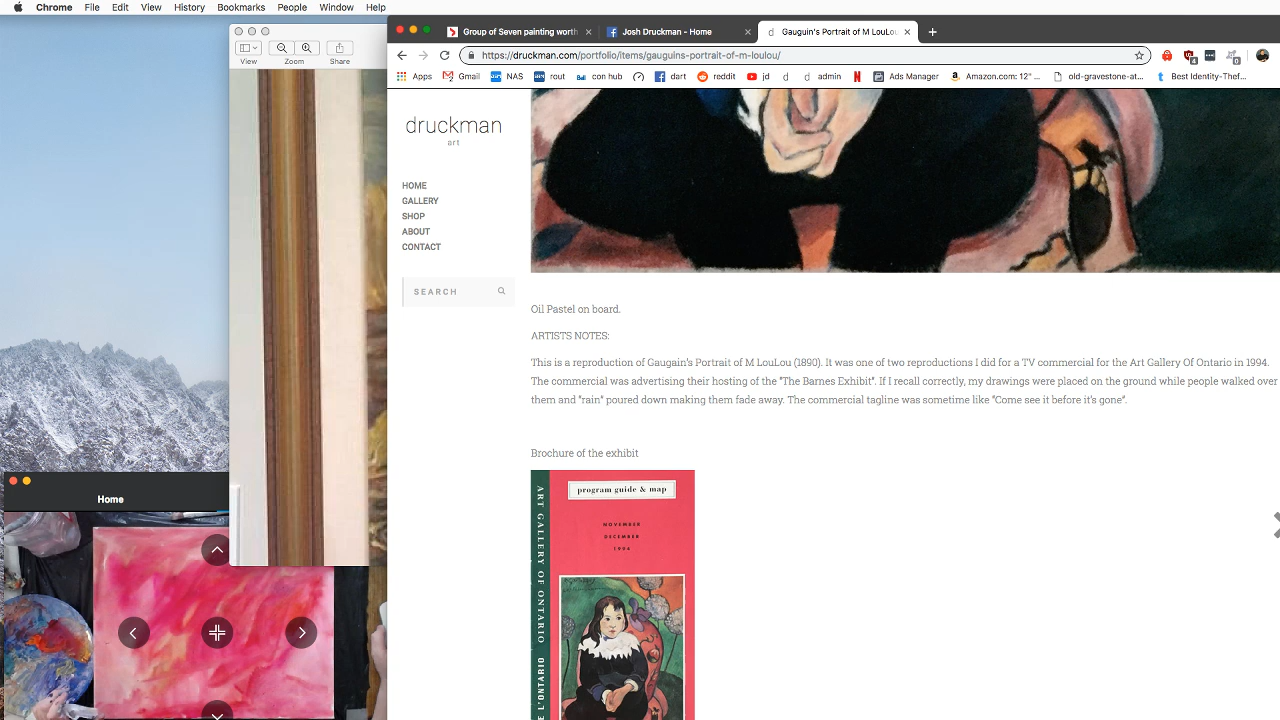 Chrome File Edit View History Bookmarks People Window Help
Group of Seven painting worth
Josh Druckman - Home
Gauguin's Portrait of M LouLou
https://druckman.com/portfolio/items/gauguins-portrait-of-m-loulou/
Apps Gmail NAS rout con hub dart reddit jd admin Ads Manager Amazon.com: 12" ... old-gravestone-at... Best Identity-Thef...
View Zoom Share
druckman
art
HOME
GALLERY
SHOP
ABOUT
CONTACT
SEARCH
Oil Pastel on board.
ARTISTS NOTES:
This is a reproduction of Gaugain's Portrait of M LouLou (1890). It was one of two reproductions I did for a TV commercial for the Art Gallery Of Ontario in 1994.
The commercial was advertising their hosting of the "The Barnes Exhibit". If I recall correctly, my drawings were placed on the ground while people walked over
them and "rain" poured down making them fade away. The commercial tagline was sometime like "Come see it before it's gone".
Brochure of the exhibit
program guide & map
NOVEMBER
DECEMBER
1994
ART GALLERY OF ONTARIO
E L'ONTARIO
Home